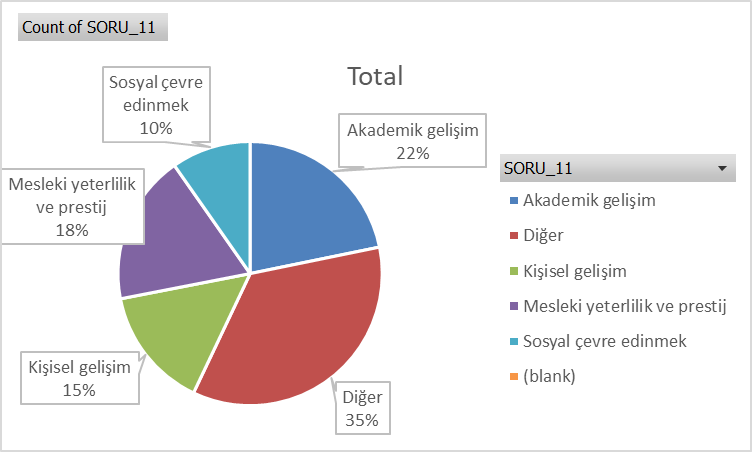 Count of SORU_11
Total
Sosyal çevre
edinmek
10%
Akademik gelişim
22%
Mesleki yeterlilik
ve prestij
18%
Kişisel gelişim
15%
Diğer
35%
SORU_11
Akademik gelişim
Diğer
Kişisel gelişim
Mesleki yeterlilik ve prestij
Sosyal çevre edinmek
(blank)